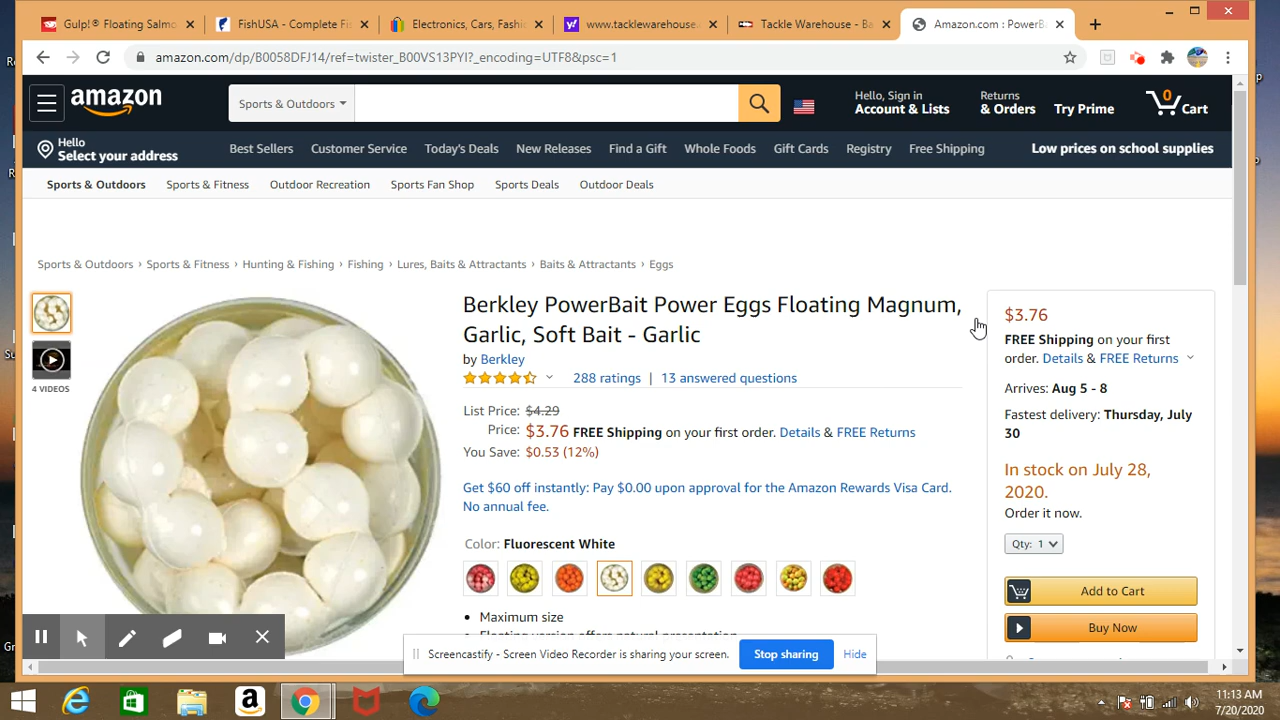 Gulp!® Floating Salmo
FishUSA - Complete Fi
Electronics, Cars, Fashi
www.tacklewarehouse.
Tackle Warehouse - Ba
Amazon.com : PowerBa
amazon.com/dp/B0058DFJ14/ref=twister_B00VS13PYI?_encoding=UTF8&psc=1
amazon
Sports & Outdoors
Hello, Sign in
Account & Lists
Returns
& Orders
Try Prime
0
Cart
Hello
Select your address
Best Sellers
Customer Service
Today's Deals
New Releases
Find a Gift
Whole Foods
Gift Cards
Registry
Free Shipping
Low prices on school supplies
Sports & Outdoors
Sports & Fitness
Outdoor Recreation
Sports Fan Shop
Sports Deals
Outdoor Deals
Sports & Outdoors › Sports & Fitness › Hunting & Fishing › Fishing › Lures, Baits & Attractants › Baits & Attractants › Eggs
4 VIDEOS
Berkley PowerBait Power Eggs Floating Magnum,
Garlic, Soft Bait - Garlic
by Berkley
288 ratings | 13 answered questions
List Price: $4.29
Price: $3.76 FREE Shipping on your first order. Details & FREE Returns
You Save: $0.53 (12%)
Get $60 off instantly: Pay $0.00 upon approval for the Amazon Rewards Visa Card.
No annual fee.
Color: Fluorescent White
• Maximum size
• Floating version offers natural presentation
$3.76
FREE Shipping on your first
order. Details & FREE Returns
Arrives: Aug 5 - 8
Fastest delivery: Thursday, July
30
In stock on July 28,
2020.
Order it now.
Qty: 1
Add to Cart
Buy Now
Screencastify - Screen Video Recorder is sharing your screen.
Stop sharing
Hide
11:13 AM
7/20/2020